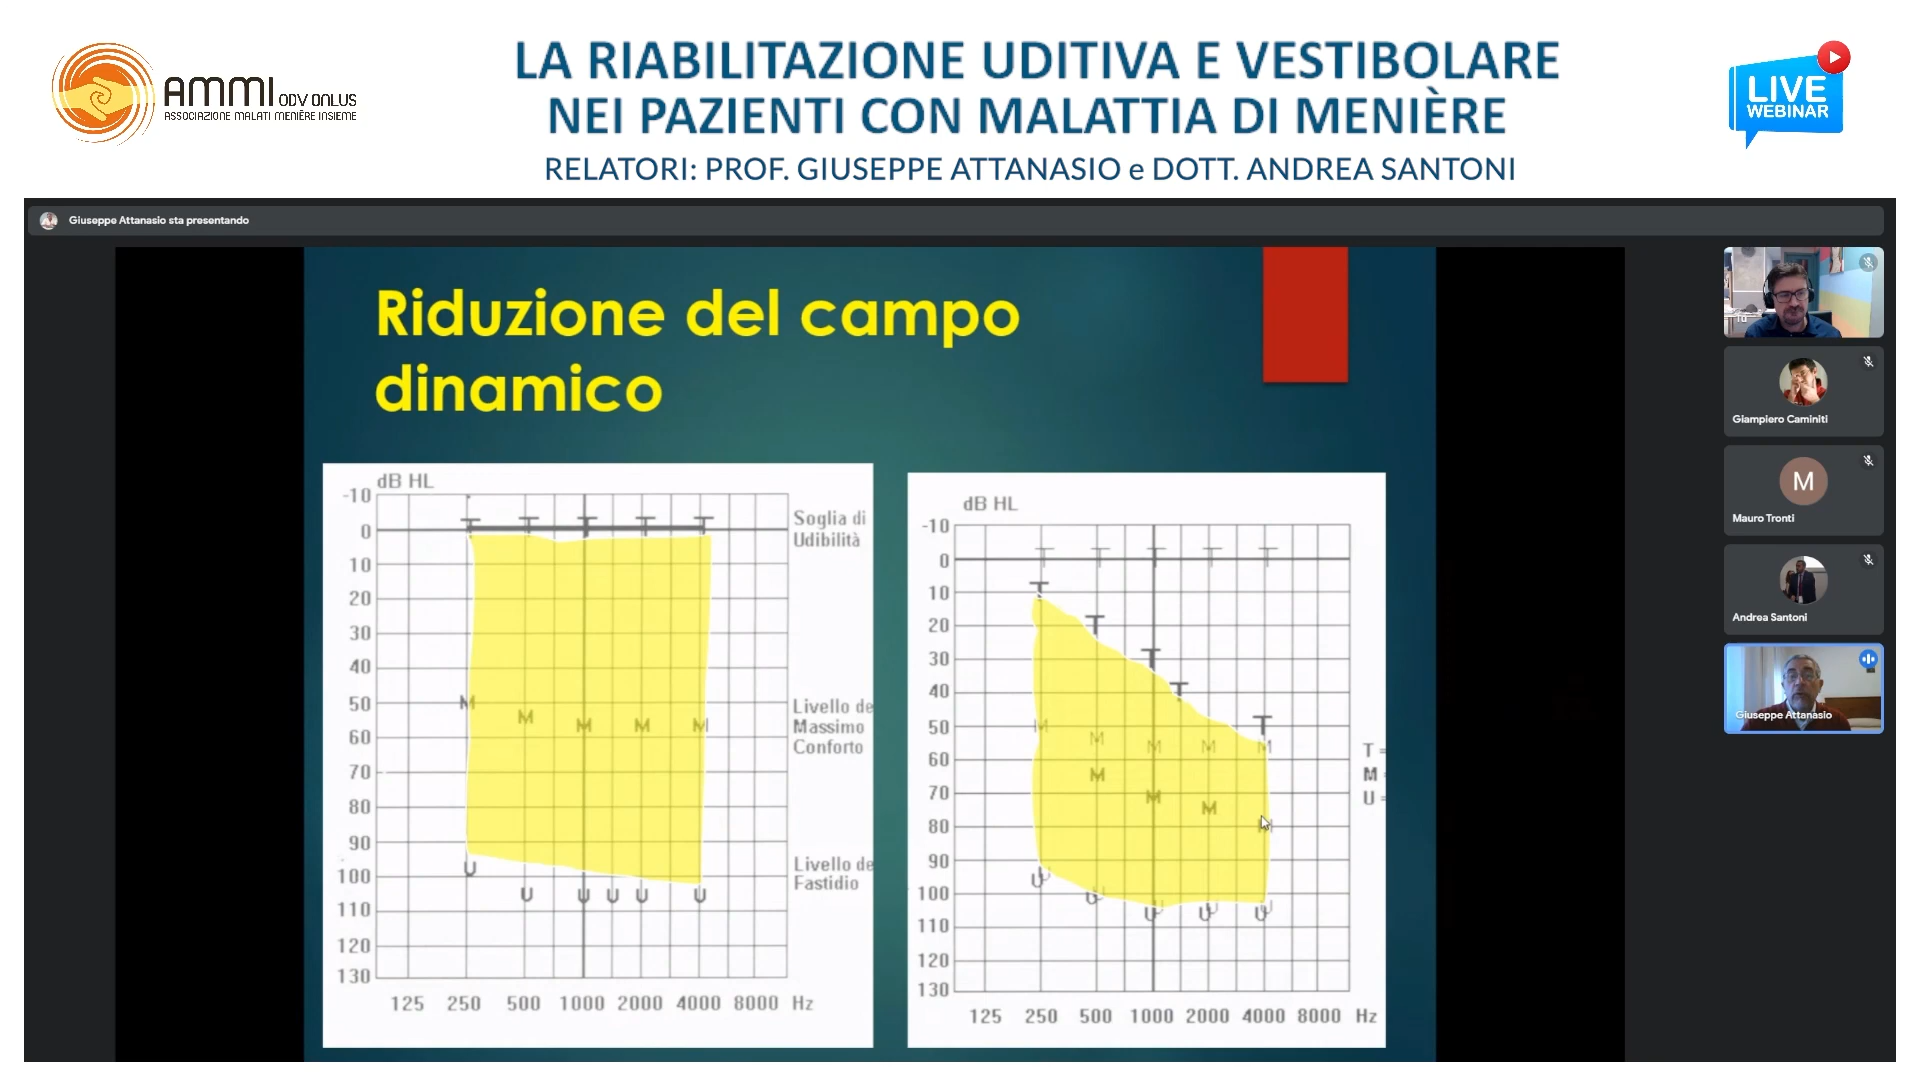 AMMI ODV ONLUS
ASSOCIAZIONE MALATI MENIÈRE INSIEME
LA RIABILITAZIONE UDITIVA E VESTIBOLARE
NEI PAZIENTI CON MALATTIA DI MENIÈRE
RELATORI: PROF. GIUSEPPE ATTANASIO e DOTT. ANDREA SANTONI
LIVE
WEBINAR
Giuseppe Attanasio sta presentando
Riduzione del campo
dinamico
dB HL
-10
0
10
20
30
40
50
60
70
80
90
100
110
120
130
T T T T T
M M M M M
U U U U U U
Soglia di
Udibilità
Livello de
Massimo
Conforto
Livello de
Fastidio
125 250 500 1000 2000 4000 8000 Hz
dB HL
-10
0
10
20
30
40
50
60
70
80
90
100
110
120
130
T T T T T
T T T T T
M M M M M
M M M M
U U U U U
T =
M =
U =
125 250 500 1000 2000 4000 8000 Hz
Tu
Giampiero Caminiti
M
Mauro Tronti
Andrea Santoni
Giuseppe Attanasio